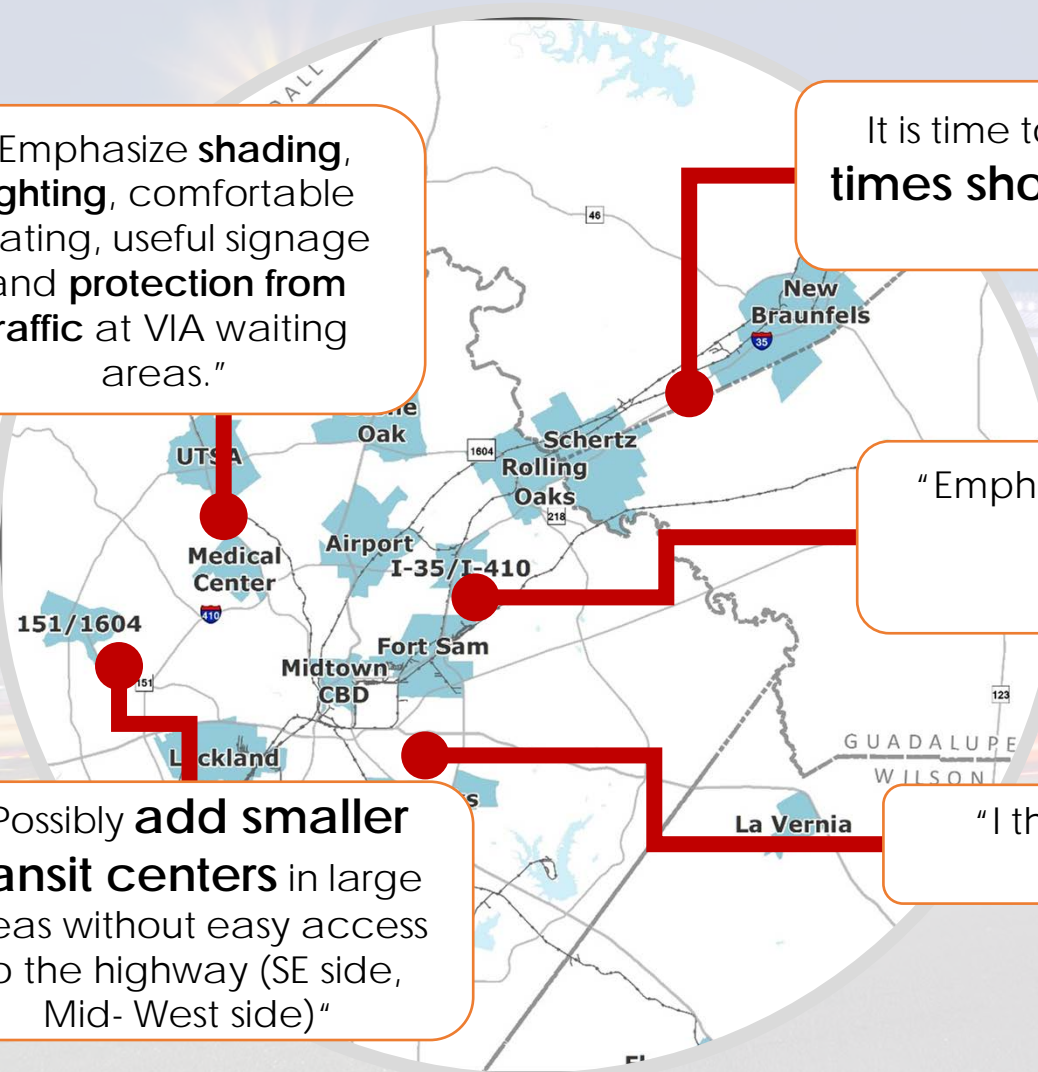 Emphasize shading,
ghting, comfortable
ating, useful signage
and protection from
raffic at VIA waiting
areas."
It is time to
times sho
"Emph
"I th
Possibly add smaller
ansit centers in large
eas without easy access
o the highway (SE side,
Mid- West side)"
DALL
46
New
Braunfels
35
ne
Oak
UTSA
1604
Schertz
Rolling
Oaks
218
Airport
Medical
Center
I-35/I-410
410
151/1604
151
Fort Sam
Midtown
CBD
123
GUADALUPE
WILSON
L ckland
s
La Vernia